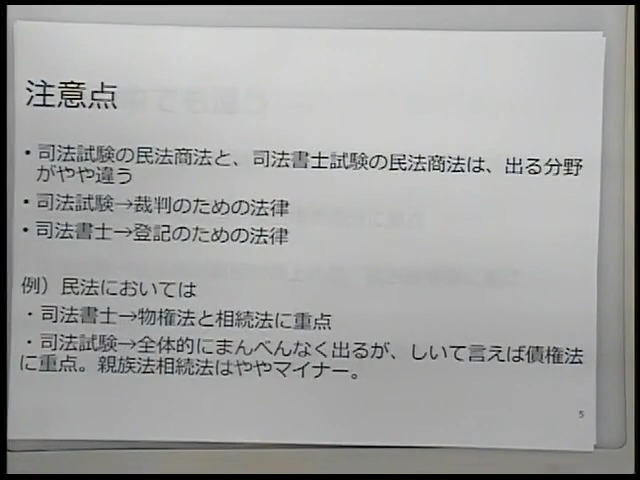 注意点
・司法試験の民法商法と、司法書士試験の民法商法は、出る分野
がやや違う
・司法試験→裁判のための法律
・司法書士→登記のための法律
例）民法においては
・司法書士→物権法と相続法に重点
・司法試験→全体的にまんべんなく出るが、しいて言えば債権法
に重点。親族法相続法はややマイナー。
5